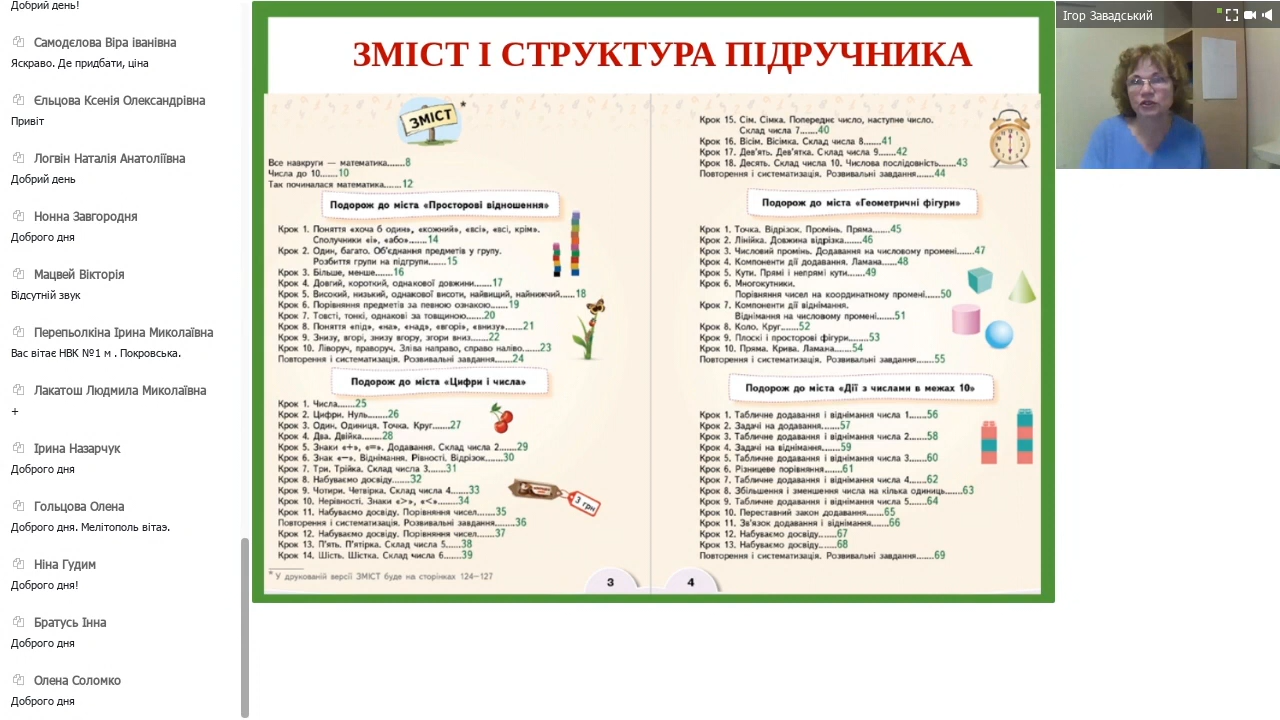 Добрий день!
Самодєлова Віра іванівна
Яскраво. Де придбати, ціна
Єльцова Ксенія Олександрівна
Привіт
Логвін Наталія Анатоліївна
Добрий день
Нонна Завгородня
Доброго дня
Мацвей Вікторія
Відсутній звук
Перепьолкіна Ірина Миколаївна
Вас вітає НВК №1 м . Покровська.
Лакатош Людмила Миколаївна
+
Ірина Назарчук
Доброго дня
Гольцова Олена
Доброго дня. Мелітополь вітаэ.
Ніна Гудим
Доброго дня!
Братусь Інна
Доброго дня
Олена Соломко
Доброго дня
ЗМІСТ І СТРУКТУРА ПІДРУЧНИКА
ЗМІСТ *
Все навкруги — математика.......8
Числа до 10.......10
Так починалася математика.......12
Подорож до міста «Просторові відношення»
Крок 1. Поняття «хоча б один», «кожний», «всі», «всі, крім».
Сполучники «і», «або».......14
Крок 2. Один, багато. Об'єднання предметів у групу.
Розбиття групи на підгрупи.......15
Крок 3. Більше, менше.......16
Крок 4. Довгий, короткий, однакової довжини.......17
Крок 5. Високий, низький, однакової висоти, найвищий, найнижчий......18
Крок 6. Порівняння предметів за певною ознакою.......19
Крок 7. Товсті, тонкі, однакові за товщиною.......20
Крок 8. Поняття «під», «на», «над», «вгорі», «внизу».......21
Крок 9. Знизу, вгорі, знизу вгору, згори вниз.......22
Крок 10. Ліворуч, праворуч. Зліва направо, справо наліво.......23
Повторення і систематизація. Розвивальні завдання.......24
Подорож до міста «Цифри і числа»
Крок 1. Числа.......25
Крок 2. Цифри. Нуль.......26
Крок 3. Один. Одиниця. Точка. Круг.......27
Крок 4. Два. Двійка.......28
Крок 5. Знаки «+», «=». Додавання. Склад числа 2.......29
Крок 6. Знак «−». Віднімання. Рівності. Відрізок.......30
Крок 7. Три. Трійка. Склад числа 3.......31
Крок 8. Набуваємо досвіду.......32
Крок 9. Чотири. Четвірка. Склад числа 4.......33
Крок 10. Нерівності. Знаки «>», «<».......34
Крок 11. Набуваємо досвіду. Порівняння чисел.......35
Повторення і систематизація. Розвивальні завдання.......36
Крок 12. Набуваємо досвіду. Порівняння чисел.......37
Крок 13. П'ять. П'ятірка. Склад числа 5.......38
Крок 14. Шість. Шістка. Склад числа 6.......39
3 грн
* У друкованій версії ЗМІСТ буде на сторінках 124–127
3
Крок 15. Сім. Сімка. Попереднє число, наступне число.
Склад числа 7.......40
Крок 16. Вісім. Вісімка. Склад числа 8.......41
Крок 17. Дев'ять. Дев'ятка. Склад числа 9.......42
Крок 18. Десять. Склад числа 10. Числова послідовність.......43
Повторення і систематизація. Розвивальні завдання.......44
Подорож до міста «Геометричні фігури»
Крок 1. Точка. Відрізок. Промінь. Пряма.......45
Крок 2. Лінійка. Довжина відрізка.......46
Крок 3. Числовий промінь. Додавання на числовому промені.......47
Крок 4. Компоненти дії додавання. Ламана.......48
Крок 5. Кути. Прямі і непрямі кути.......49
Крок 6. Многокутники.
Порівняння чисел на координатному промені.......50
Крок 7. Компоненти дії віднімання.
Віднімання на числовому промені.......51
Крок 8. Коло. Круг.......52
Крок 9. Плоскі і просторові фігури.......53
Крок 10. Пряма. Крива. Ламана.......54
Повторення і систематизація. Розвивальні завдання.......55
Подорож до міста «Дії з числами в межах 10»
Крок 1. Табличне додавання і віднімання числа 1.......56
Крок 2. Задачі на додавання.......57
Крок 3. Табличне додавання і віднімання числа 2.......58
Крок 4. Задачі на віднімання.......59
Крок 5. Табличне додавання і віднімання числа 3.......60
Крок 6. Різницеве порівняння.......61
Крок 7. Табличне додавання і віднімання числа 4.......62
Крок 8. Збільшення і зменшення числа на кілька одиниць.......63
Крок 9. Табличне додавання і віднімання числа 5.......64
Крок 10. Переставний закон додавання.......65
Крок 11. Зв'язок додавання і віднімання.......66
Крок 12. Набуваємо досвіду.......67
Крок 13. Набуваємо досвіду.......68
Повторення і систематизація. Розвивальні завдання.......69
4
Ігор Завадський